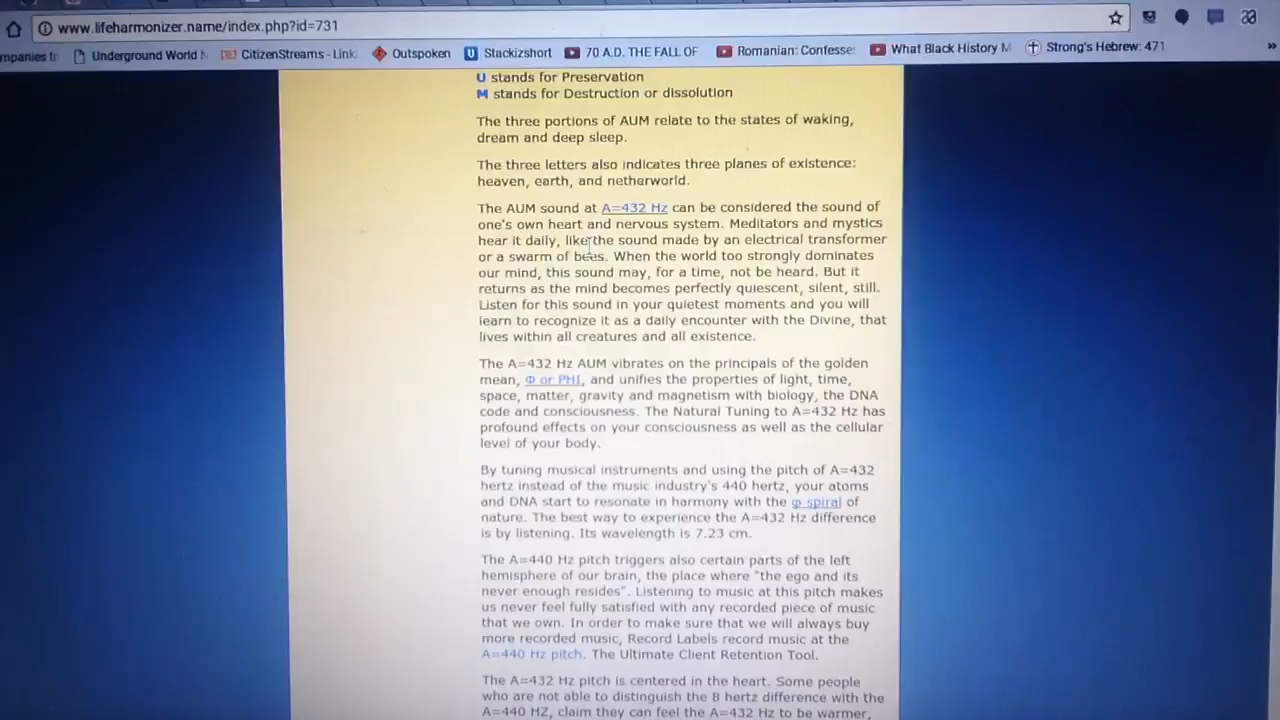 www.lifeharmonizer.name/index.php?id=731
Underground World
CitizenStreams - Link
Outspoken
Stackizshort
70 A.D. THE FALL OF
Romanian: Confesse
What Black History M
Strong's Hebrew: 471
»
U stands for Preservation
M stands for Destruction or dissolution
The three portions of AUM relate to the states of waking,
dream and deep sleep.
The three letters also indicates three planes of existence:
heaven, earth, and netherworld.
The AUM sound at A=432 Hz can be considered the sound of
one's own heart and nervous system. Meditators and mystics
hear it daily, like the sound made by an electrical transformer
or a swarm of bees. When the world too strongly dominates
our mind, this sound may, for a time, not be heard. But it
returns as the mind becomes perfectly quiescent, silent, still.
Listen for this sound in your quietest moments and you will
learn to recognize it as a daily encounter with the Divine, that
lives within all creatures and all existence.
The A=432 Hz AUM vibrates on the principals of the golden
mean, Φ or PHI, and unifies the properties of light, time,
space, matter, gravity and magnetism with biology, the DNA
code and consciousness. The Natural Tuning to A=432 Hz has
profound effects on your consciousness as well as the cellular
level of your body.
By tuning musical instruments and using the pitch of A=432
hertz instead of the music industry's 440 hertz, your atoms
and DNA start to resonate in harmony with the φ spiral of
nature. The best way to experience the A=432 Hz difference
is by listening. Its wavelength is 7.23 cm.
The A=440 Hz pitch triggers also certain parts of the left
hemisphere of our brain, the place where "the ego and its
never enough resides". Listening to music at this pitch makes
us never feel fully satisfied with any recorded piece of music
that we own. In order to make sure that we will always buy
more recorded music, Record Labels record music at the
A=440 Hz pitch. The Ultimate Client Retention Tool.
The A=432 Hz pitch is centered in the heart. Some people
who are not able to distinguish the 8 hertz difference with the
A=440 HZ, claim they can feel the A=432 Hz to be warmer,